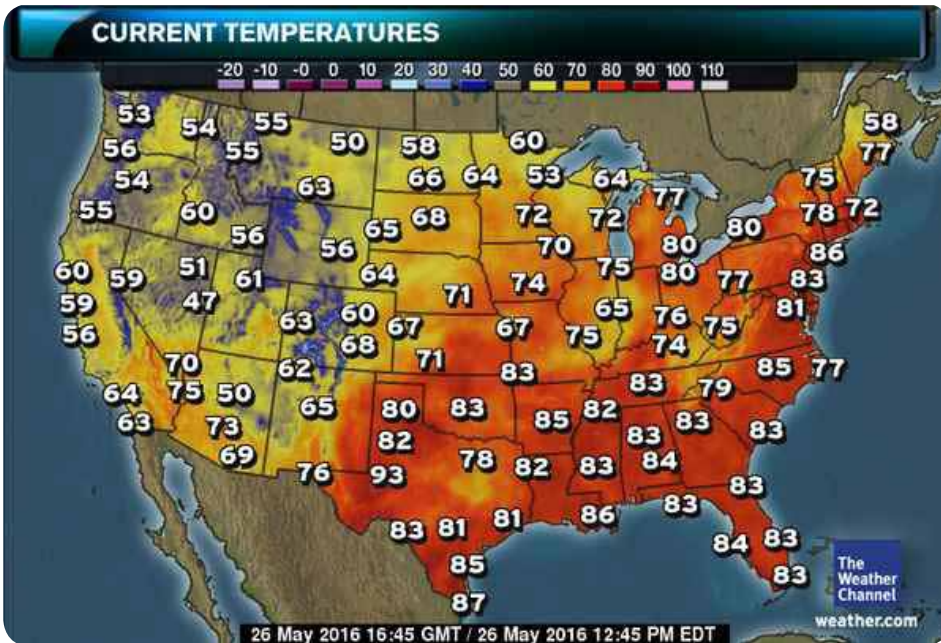 CURRENT TEMPERATURES
-20 -10 -0 0 10 20 30 40 50 60 70 80 90 100 110
53 54 55 50 58 60 58
56 55 77
54 63 66 64 53 64 77 75
55 60 68 72 72 78 72
56 56 65 70 80 80 86
60 59 51 61 64 74 75 80 77 83
59 47 71 65 81
56 63 60 67 67 75 76 75
68 71 74
70 62 83 85 77
64 75 50 83 79
63 73 65 80 83 85 82 83 83
69 82 78 82 83 83 84
76 93 83
83 81 81 86 83
84 83
85 83
87
The
Weather
Channel
weather.com
26 May 2016 16:45 GMT / 26 May 2016 12:45 PM EDT